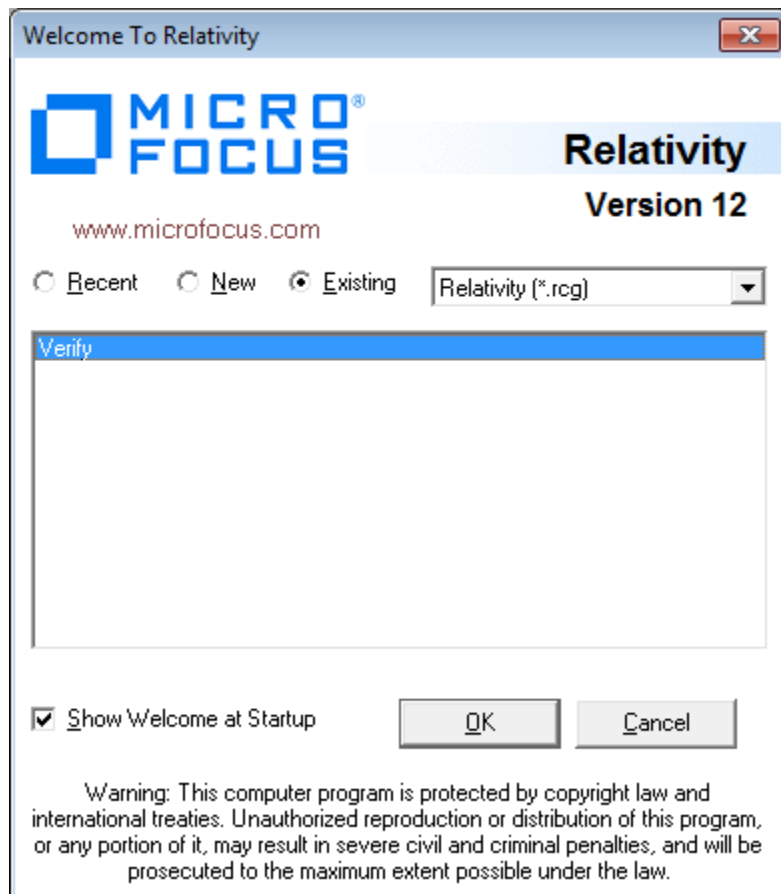 Welcome To Relativity
MICRO
FOCUS®
Relativity
Version 12
www.microfocus.com
Recent New Existing Relativity (*.rcg)
Verify
Show Welcome at Startup OK Cancel
Warning: This computer program is protected by copyright law and
international treaties. Unauthorized reproduction or distribution of this program,
or any portion of it, may result in severe civil and criminal penalties, and will be
prosecuted to the maximum extent possible under the law.